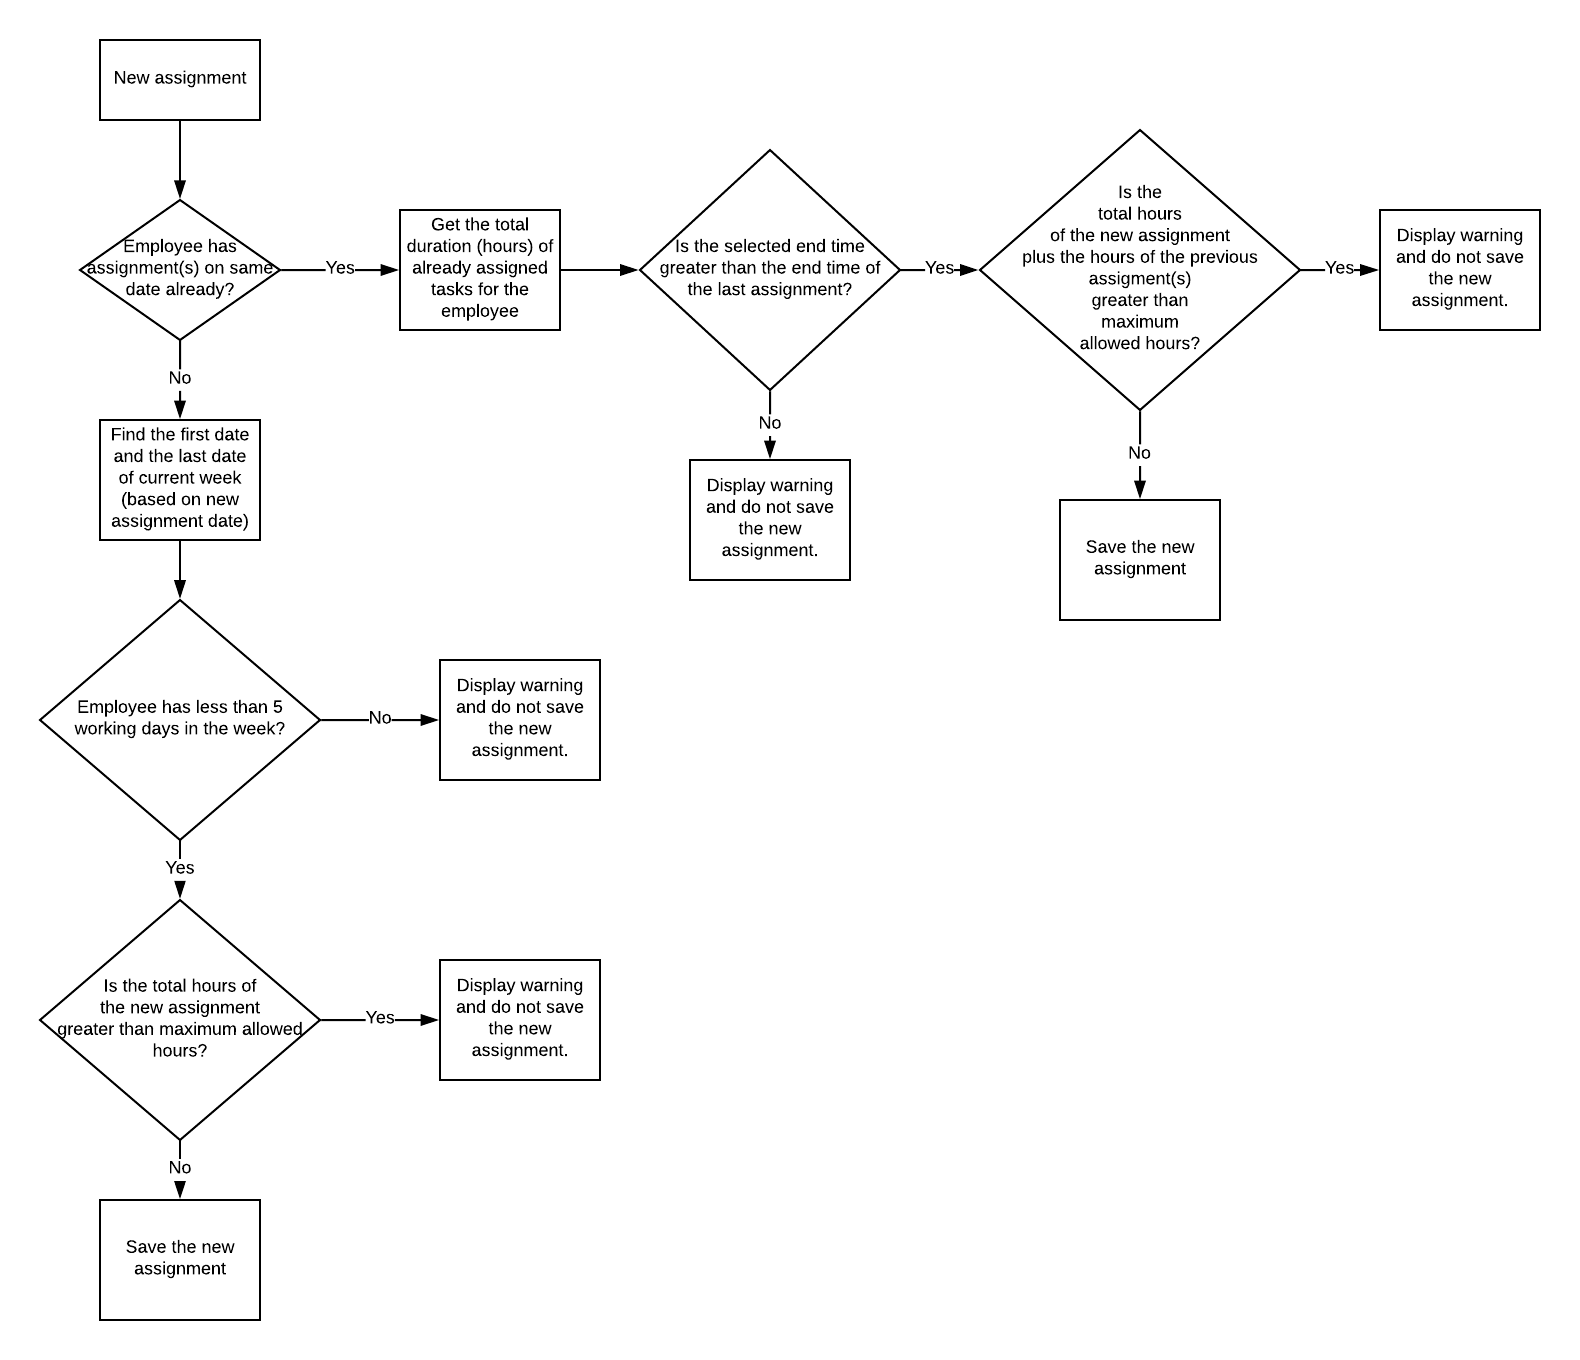 New assignment
Employee has
assignment(s) on same
date already?
Yes
Get the total
duration (hours) of
already assigned
tasks for the
employee
Is the selected end time
greater than the end time of
the last assignment?
Yes
Is the
total hours
of the new assignment
plus the hours of the previous
assigment(s)
greater than
maximum
allowed hours?
Yes
Display warning
and do not save
the new
assignment.
No
No
No
Find the first date
and the last date
of current week
(based on new
assignment date)
Display warning
and do not save
the new
assignment.
Save the new
assignment
Employee has less than 5
working days in the week?
No
Display warning
and do not save
the new
assignment.
Yes
Is the total hours of
the new assignment
greater than maximum allowed
hours?
Yes
Display warning
and do not save
the new
assignment.
No
Save the new
assignment